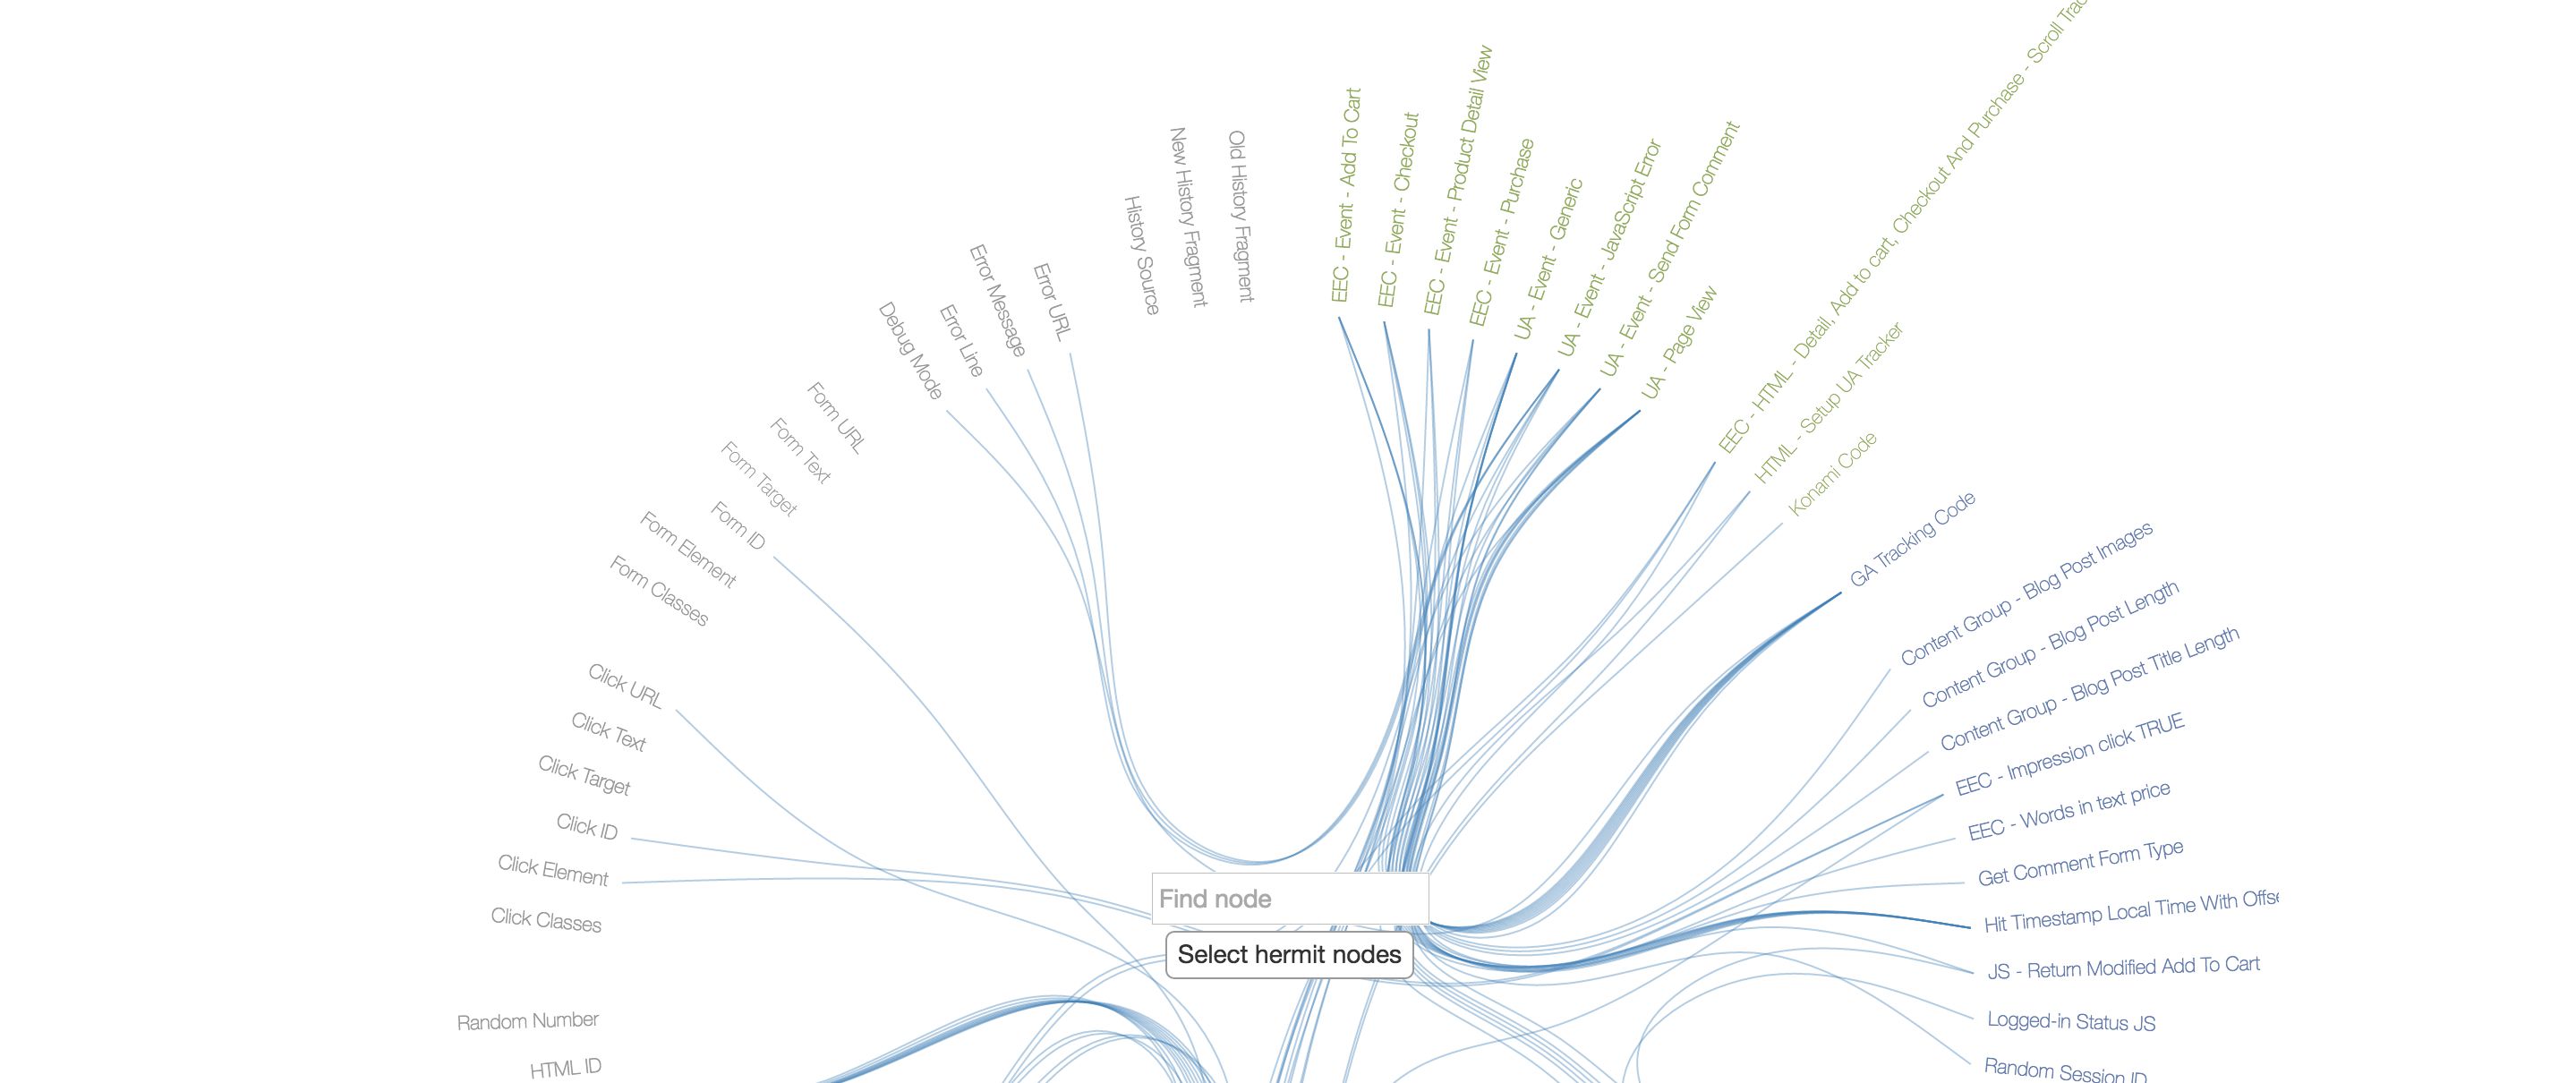 Old History Fragment
New History Fragment
History Source
Error URL
Error Message
Error Line
Debug Mode
Form URL
Form Text
Form Target
Form ID
Form Element
Form Classes
Click URL
Click Text
Click Target
Click ID
Click Element
Click Classes
Random Number
HTML ID
EEC - Event - Add To Cart
EEC - Event - Checkout
EEC - Event - Product Detail View
EEC - Event - Purchase
UA - Event - Generic
UA - Event - JavaScript Error
UA - Event - Send Form Comment
UA - Page View
EEC - HTML - Detail, Add to cart, Checkout And Purchase - Scroll
HTML - Setup UA Tracker
Konami Code
GA Tracking Code
Content Group - Blog Post Images
Content Group - Blog Post Length
Content Group - Blog Post Title Length
EEC - Impression click TRUE
EEC - Words in text price
Get Comment Form Type
Hit Timestamp Local Time With
JS - Return Modified Add To Cart
Logged-in Status JS
Random Session ID
Find node
Select hermit nodes